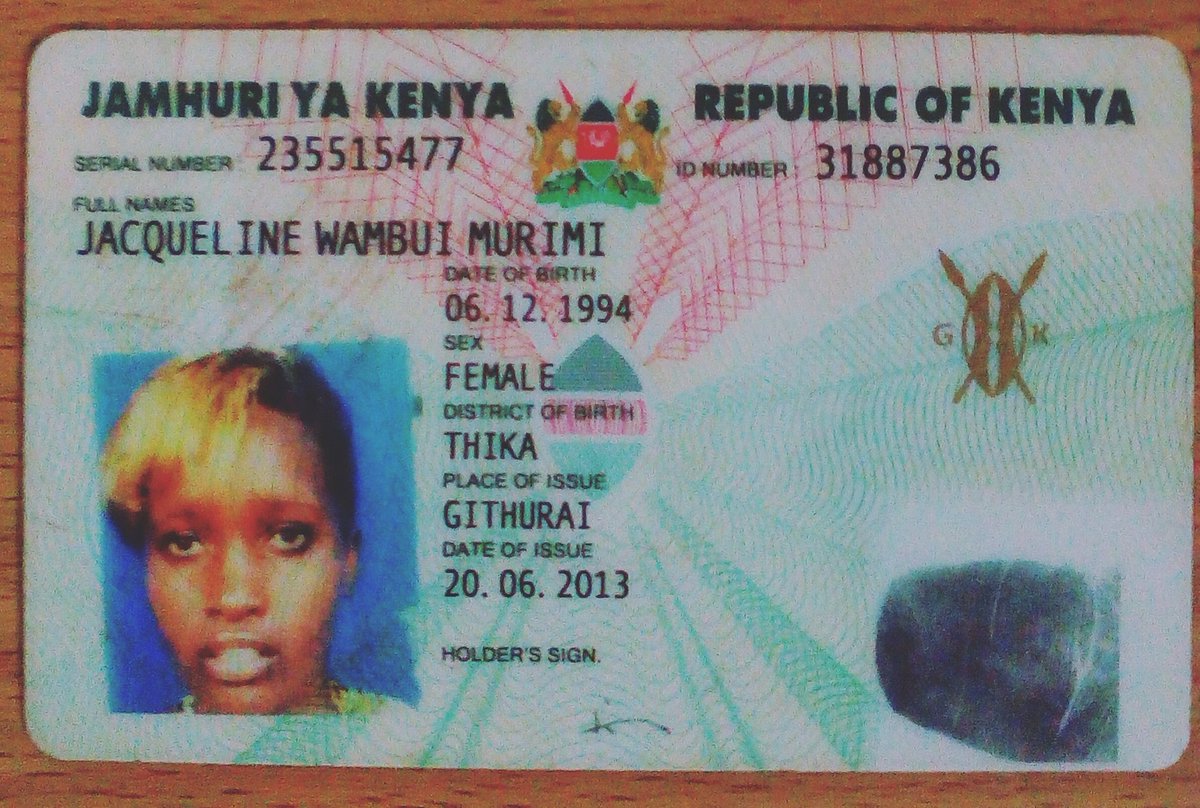 JAMHURI YA KENYA REPUBLIC OF KENYA
SERIAL NUMBER 235515477 ID NUMBER 31887386
FULL NAMES
JACQUELINE WAMBUI MURIMI
DATE OF BIRTH
06. 12. 1994
SEX
FEMALE
DISTRICT OF BIRTH
THIKA
PLACE OF ISSUE
GITHURAI
DATE OF ISSUE
20. 06. 2013
HOLDER'S SIGN.
G K